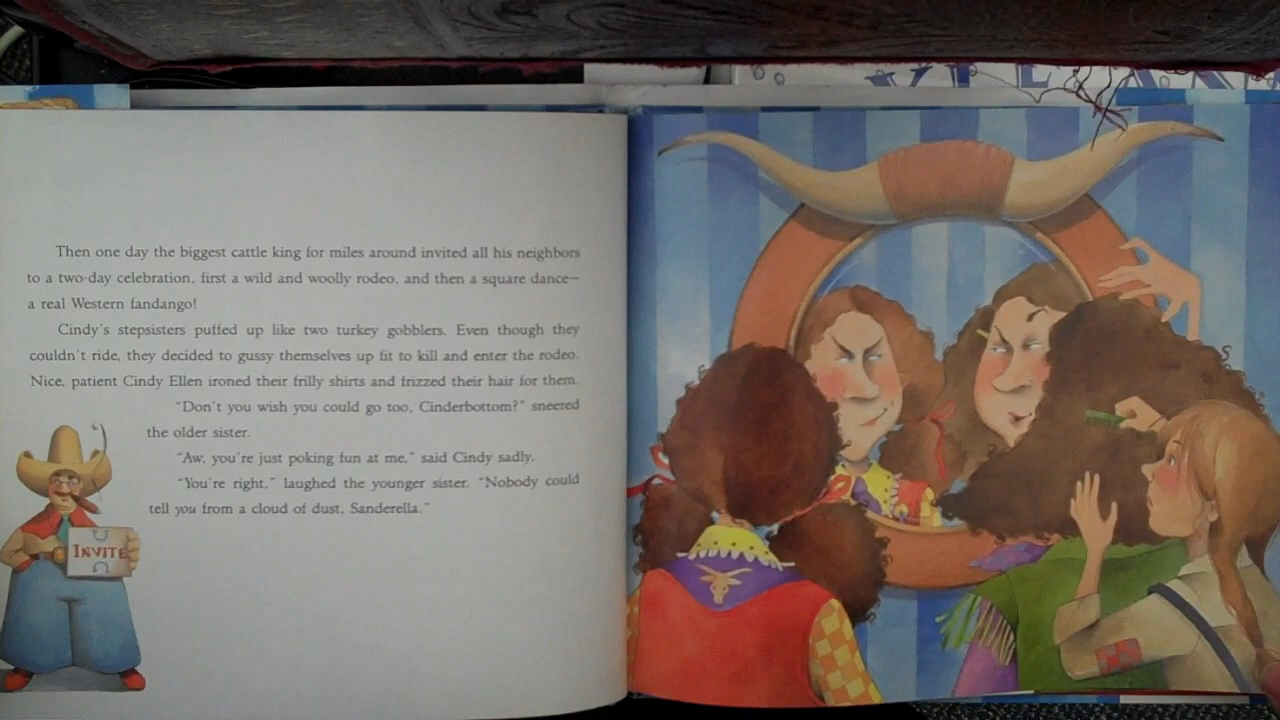 Then one day the biggest cattle king for miles around invited all his neighbors
to a two-day celebration, first a wild and woolly rodeo, and then a square dance—
a real Western fandango!
Cindy's stepsisters puffed up like two turkey gobblers. Even though they
couldn't ride, they decided to gussy themselves up fit to kill and enter the rodeo.
Nice, patient Cindy Ellen ironed their frilly shirts and frizzed their hair for them.
"Don't you wish you could go too, Cinderbottom?" sneered
the older sister.
"Aw, you're just poking fun at me," said Cindy sadly.
"You're right," laughed the younger sister. "Nobody could
tell you from a cloud of dust, Sanderella."
INVITE